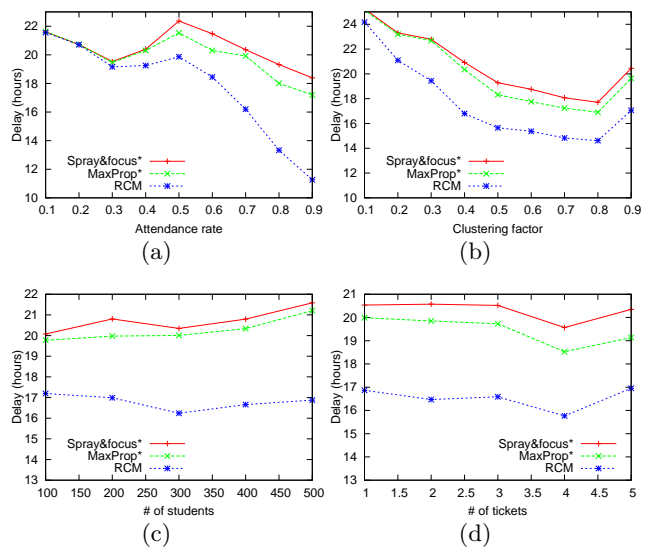 22
20
18
16
14
12
10
Delay (hours)
Spray&focus*
MaxProp*
RCM
0.1 0.2 0.3 0.4 0.5 0.6 0.7 0.8 0.9
Attendance rate
(a)
24
22
20
18
16
14
12
10
Delay (hours)
Spray&focus*
MaxProp*
RCM
0.1 0.2 0.3 0.4 0.5 0.6 0.7 0.8 0.9
Clustering factor
(b)
22
21
20
19
18
17
16
15
14
13
Delay (hours)
Spray&focus*
MaxProp*
RCM
100 150 200 250 300 350 400 450 500
# of students
(c)
21
20
19
18
17
16
15
14
13
Delay (hours)
Spray&focus*
MaxProp*
RCM
1 1.5 2 2.5 3 3.5 4 4.5 5
# of tickets
(d)